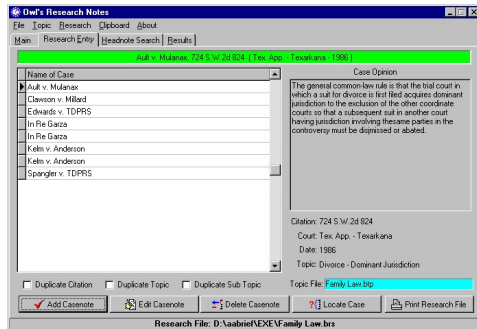 Owl's Research Notes
File Topic Research Clipboard About
Main Research Entry Headnote Search Results
Ault v. Mulanax, 724 S.W.2d 824 ( Tex. App. - Texarkana - 1986 )
Name of Case
Ault v. Mulanax
Clawson v. Millard
Edwards v. TDPRS
In Re Garza
In Re Garza
Kelm v. Anderson
Kelm v. Anderson
Spangler v. TDPRS
Case Opinion
The general common-law rule is that the trial court in
which a suit for divorce is first filed acquires dominant
jurisdiction to the exclusion of the other coordinate
courts so that a subsequent suit in another court
having jurisdiction involving thesame parties in the
controversy must be disjmissed or abated.
Citation: 724 S.W.2d 824
Court: Tex. App. - Texarkana
Date: 1986
Topic: Divorce - Dominant Jurisdiction
Duplicate Citation Duplicate Topic Duplicate Sub Topic
Topic File: Family Law.btp
Add Casenote Edit Casenote Delete Casenote ?( Locate Case Print Research File
Research File: D:\aabrief\EXE\Family Law.brs